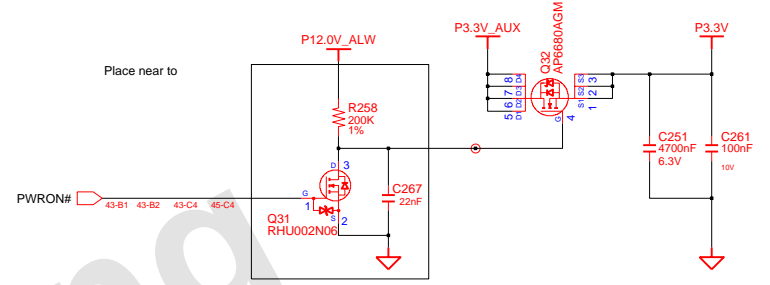 P12.0V_ALW
P3.3V_AUX
P3.3V
Place near to
Q32
AP6680AGM
R258
200K
1%
8 D4
7 D3
6 D2
5 D1
S3 3
S2 2
S1 1
G 4
D 3
G 1
S 2
C267
22nF
C251
4700nF
6.3V
C261
100nF
10V
PWRON#
43-B1 43-B2 43-C4 45-C4
Q31
RHU002N06
ng